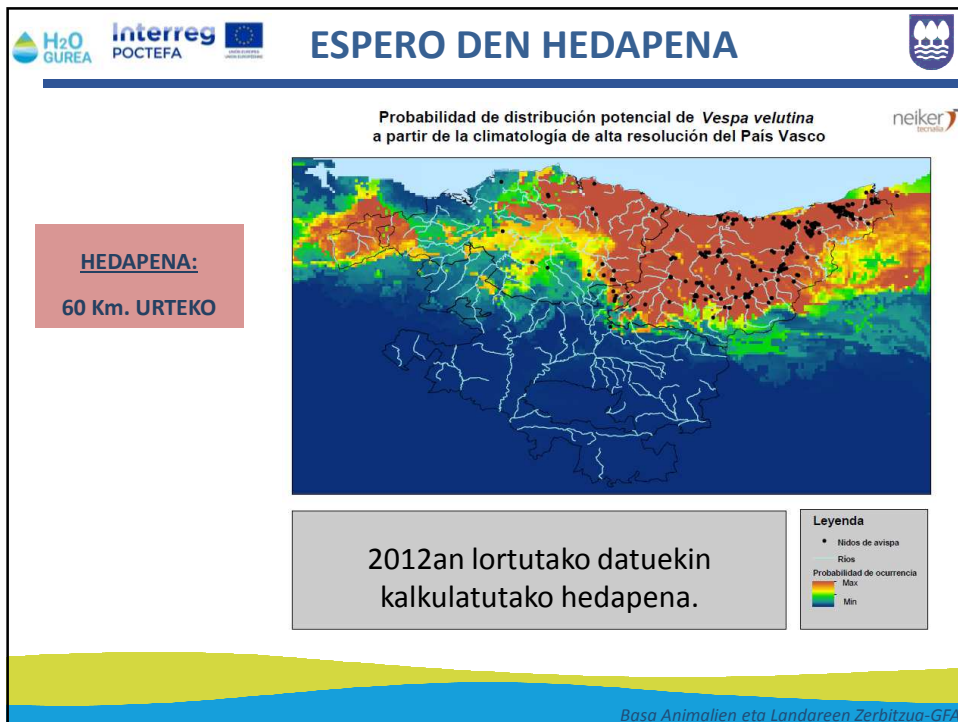 H2O
GUREA
Interreg
POCTEFA
UNIÓN EUROPEA
ESPERO DEN HEDAPENA
Probabilidad de distribución potencial de Vespa velutina
a partir de la climatología de alta resolución del País Vasco
neiker
tecnalia
HEDAPENA:
60 Km. URTEKO
2012an lortutako datuekin
kalkulatutako hedapena.
Leyenda
Nidos de avispa
Ríos
Probabilidad de ocurrencia
Max
Min
Basa Animalien eta Landareen Zerbitzua-GFA